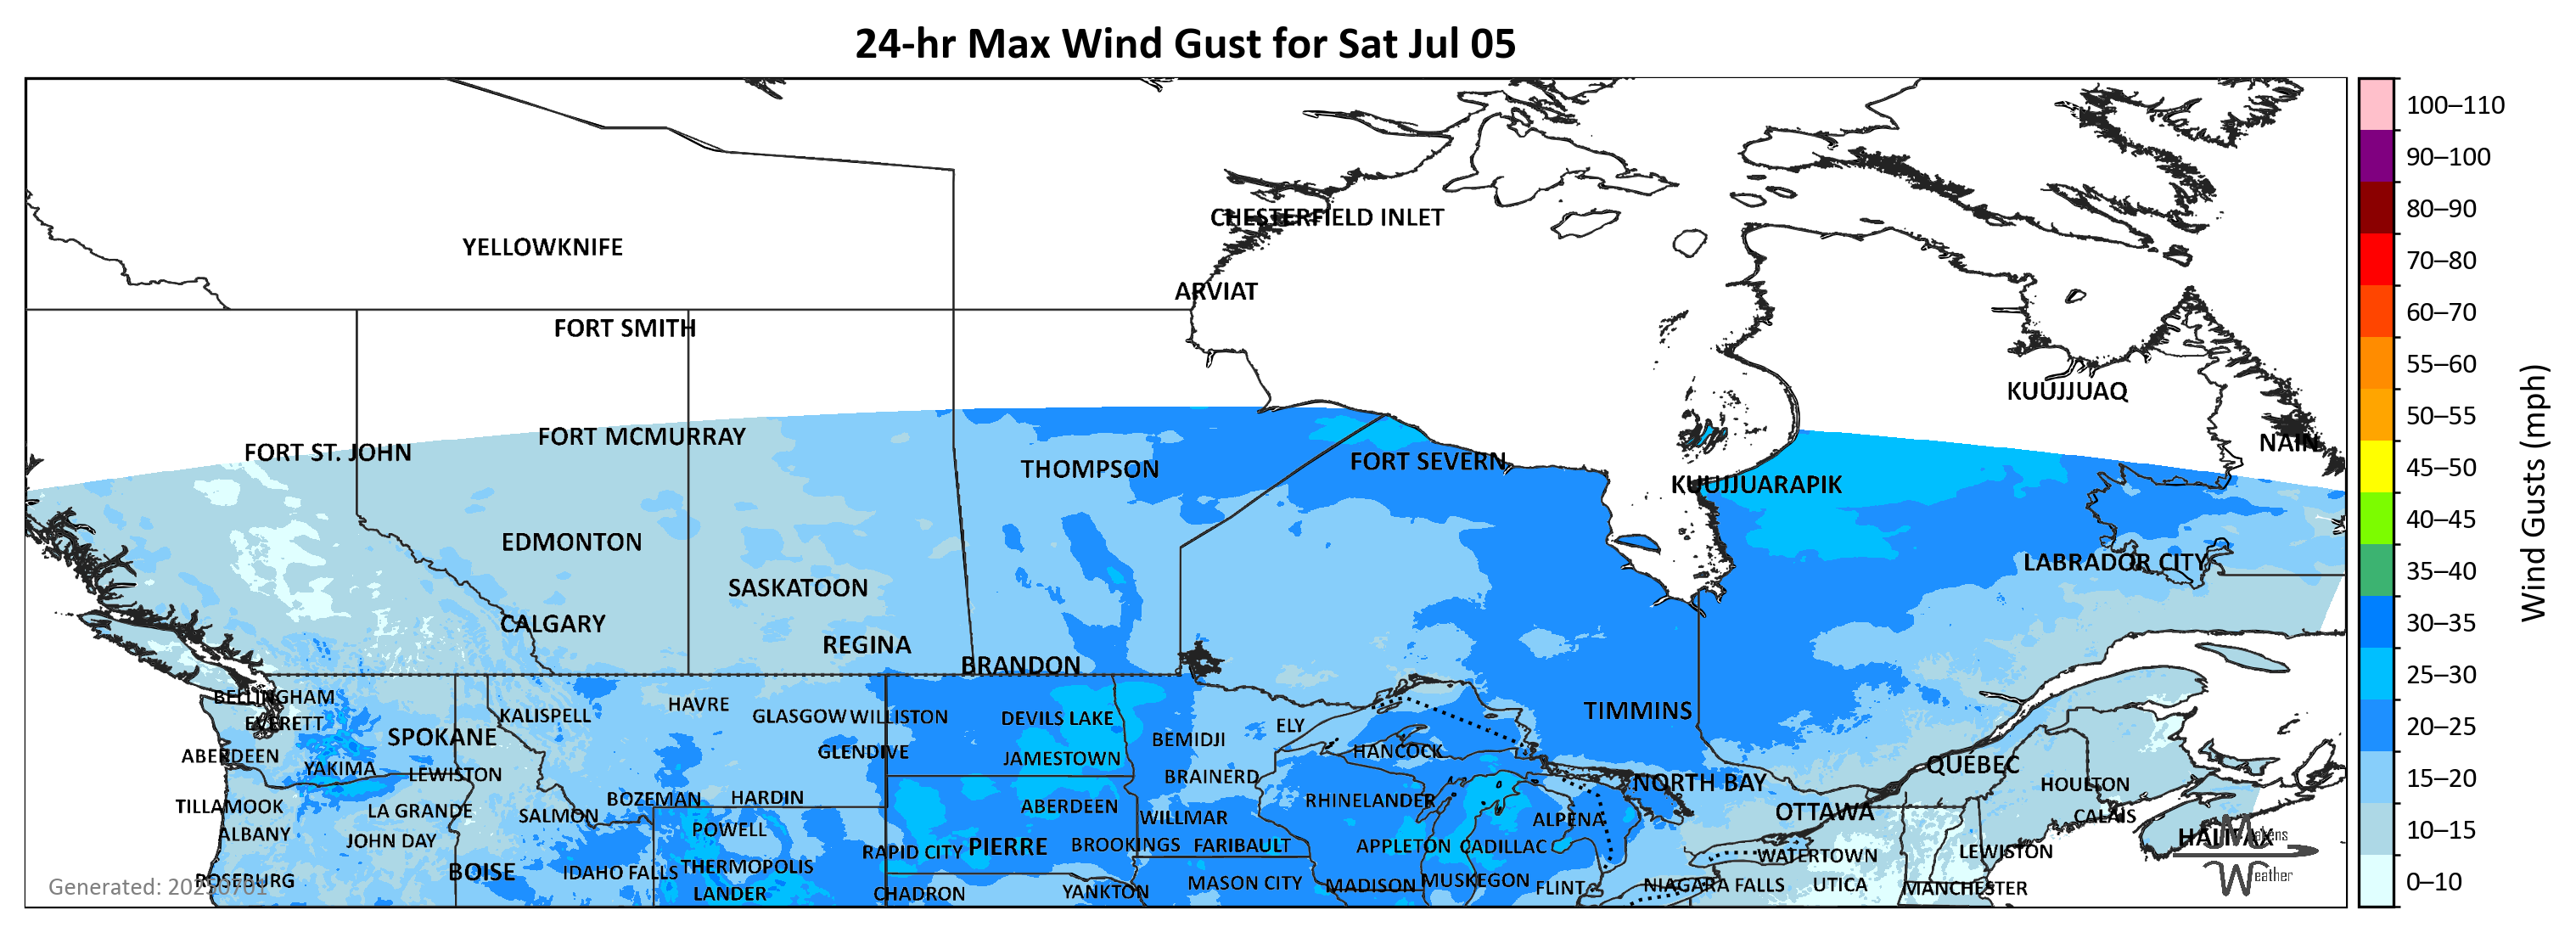 24-hr Max Wind Gust for Sat Jul 05
100–110
90–100
80–90
70–80
60–70
55–60
50–55
45–50
40–45
35–40
30–35
25–30
20–25
15–20
10–15
0–10
Wind Gusts (mph)
CHESTERFIELD INLET
YELLOWKNIFE
ARVIAT
FORT SMITH
KUUJJUAQ
FORT MCMURRAY
NAIN
FORT ST. JOHN
FORT SEVERN
THOMPSON
KUUJJUARAPIK
EDMONTON
LABRADOR CITY
SASKATOON
CALGARY
REGINA
BRANDON
BELLINGHAM
HAVRE
TIMMINS
KALISPELL
GLASGOW WILLISTON
DEVILS LAKE
EVERETT
ELY
SPOKANE
BEMIDJI
GLENDIVE
HANCOCK
ABERDEEN
JAMESTOWN
QUÉBEC
YAKIMA
LEWISTON
BRAINERD
NORTH BAY
HOULTON
BOZEMAN
HARDIN
RHINELANDER
TILLAMOOK
LA GRANDE
ABERDEEN
OTTAWA
SALMON
CALAIS
WILLMAR
ALPENA
POWELL
ALBANY
JOHN DAY
HALIFAX
Makens
Weather
RAPID CITY
PIERRE
BROOKINGS
FARIBAULT
APPLETON
CADILLAC
LEWISTON
WATERTOWN
THERMOPOLIS
BOISE
IDAHO FALLS
ROSEBURG
MUSKEGON
MASON CITY
MADISON
FLINT
NIAGARA FALLS
UTICA
MANCHESTER
YANKTON
LANDER
CHADRON
Generated: 20250701